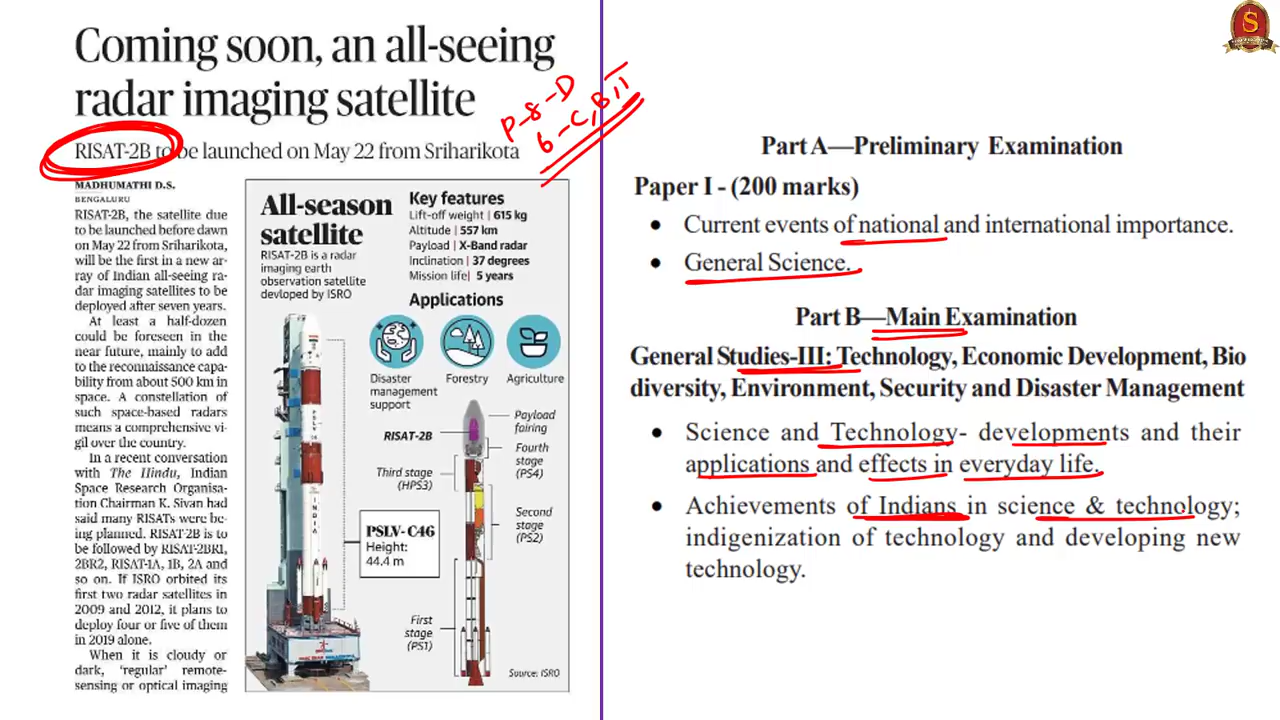 Coming soon, an all-seeing
radar imaging satellite
RISAT-2B to be launched on May 22 from Sriharikota
P-8-D
6-C, B, 11
MADHUMATHI D.S.
BENGALURU
RISAT-2B, the satellite due
to be launched before dawn
on May 22 from Sriharikota,
will be the first in a new ar-
ray of Indian all-seeing ra-
dar imaging satellites to be
deployed after seven years.
At least a half-dozen
could be foreseen in the
near future, mainly to add
to the reconnaissance capa-
bility from about 500 km in
space. A constellation of
such space-based radars
means a comprehensive vi-
gil over the country.
In a recent conversation
with The Hindu, Indian
Space Research Organisa-
tion Chairman K. Sivan had
said many RISATs were be-
ing planned. RISAT-2B is to
be followed by RISAT-2BR1,
2BR2, RISAT-1A, 1B, 2A and
so on. If ISRO orbited its
first two radar satellites in
2009 and 2012, it plans to
deploy four or five of them
in 2019 alone.
When it is cloudy or
dark, 'regular' remote-
sensing or optical imaging
All-season
satellite
RISAT-2B is a radar
imaging earth
observation satellite
devloped by ISRO
Key features
Lift-off weight | 615 kg
Altitude | 557 km
Payload | X-Band radar
Inclination | 37 degrees
Mission life | 5 years
Applications
Disaster
management
support
Forestry
Agriculture
RISAT-2B
Payload
fairing
Fourth
stage
(PS4)
Third stage
(HPS3)
Second
stage
(PS2)
PSLV-C46
Height:
44.4 m
First
stage
(PS1)
INDIA
Source: ISRO
S
Part A—Preliminary Examination
Paper I - (200 marks)
• Current events of national and international importance.
• General Science.
Part B—Main Examination
General Studies-III: Technology, Economic Development, Bio
diversity, Environment, Security and Disaster Management
• Science and Technology- developments and their
applications and effects in everyday life.
• Achievements of Indians in science & technology;
indigenization of technology and developing new
technology.